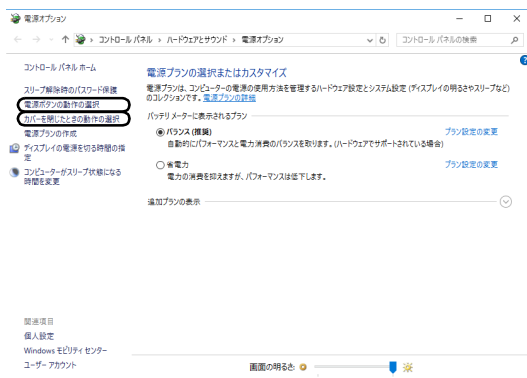 電源オプション
コントロール パネル › ハードウェアとサウンド › 電源オプション
コントロール パネルの検索
コントロール パネル ホーム
スリープ解除時のパスワード保護
電源ボタンの動作の選択
カバーを閉じたときの動作の選択
電源プランの作成
ディスプレイの電源を切る時間の指
定
コンピューターがスリープ状態になる
時間を変更
電源プランの選択またはカスタマイズ
電源プランは、コンピューターの電源の使用方法を管理するハードウェア設定とシステム設定 (ディスプレイの明るさやスリープなど)
のコレクションです。電源プランの詳細
バッテリ メーターに表示されるプラン
バランス (推奨)
プラン設定の変更
自動的にパフォーマンスと電力消費のバランスを取ります。(ハードウェアでサポートされている場合)
省電力
プラン設定の変更
電力の消費を抑えますが、パフォーマンスは低下します。
追加プランの表示
関連項目
個人設定
Windows モビリティ センター
ユーザー アカウント
画面の明るさ: